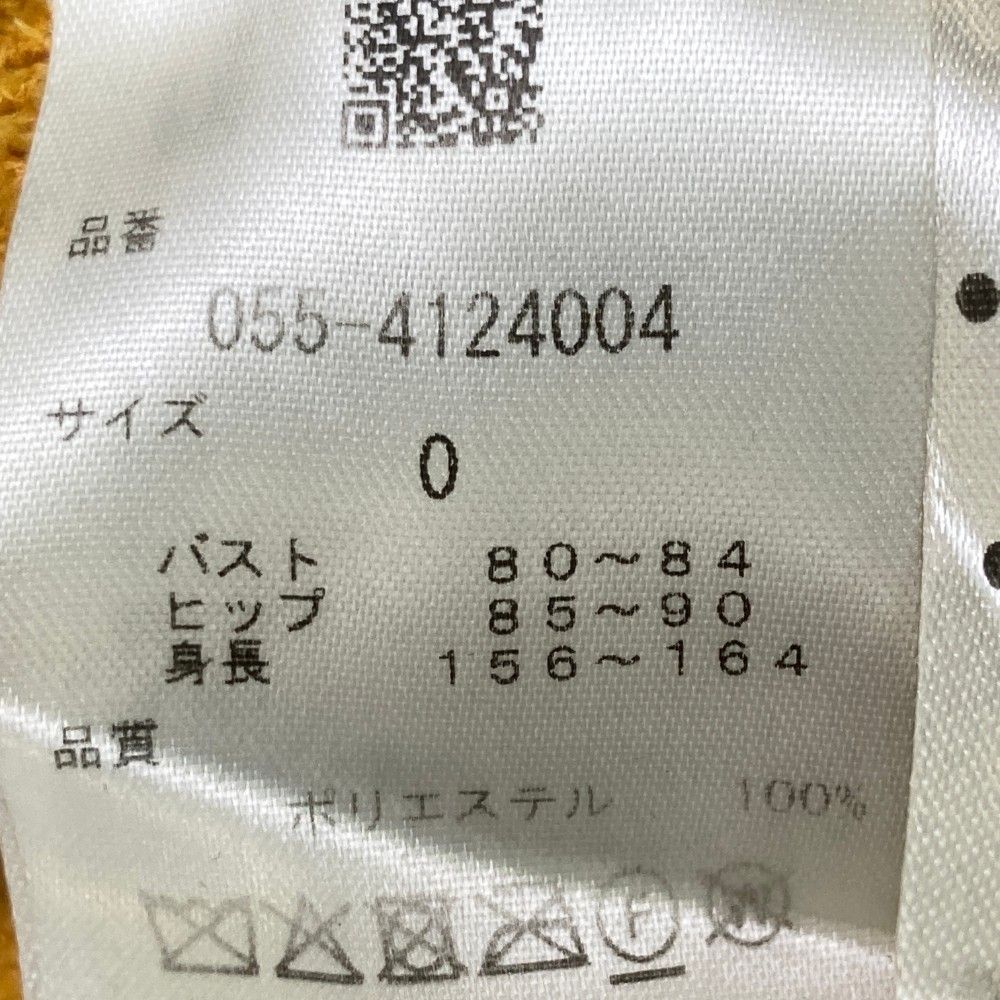 品番
055-4124004
サイズ
0
バスト 80～84
ヒップ 85～90
身長 156～164
品質
ポリエステル 100%
F
W